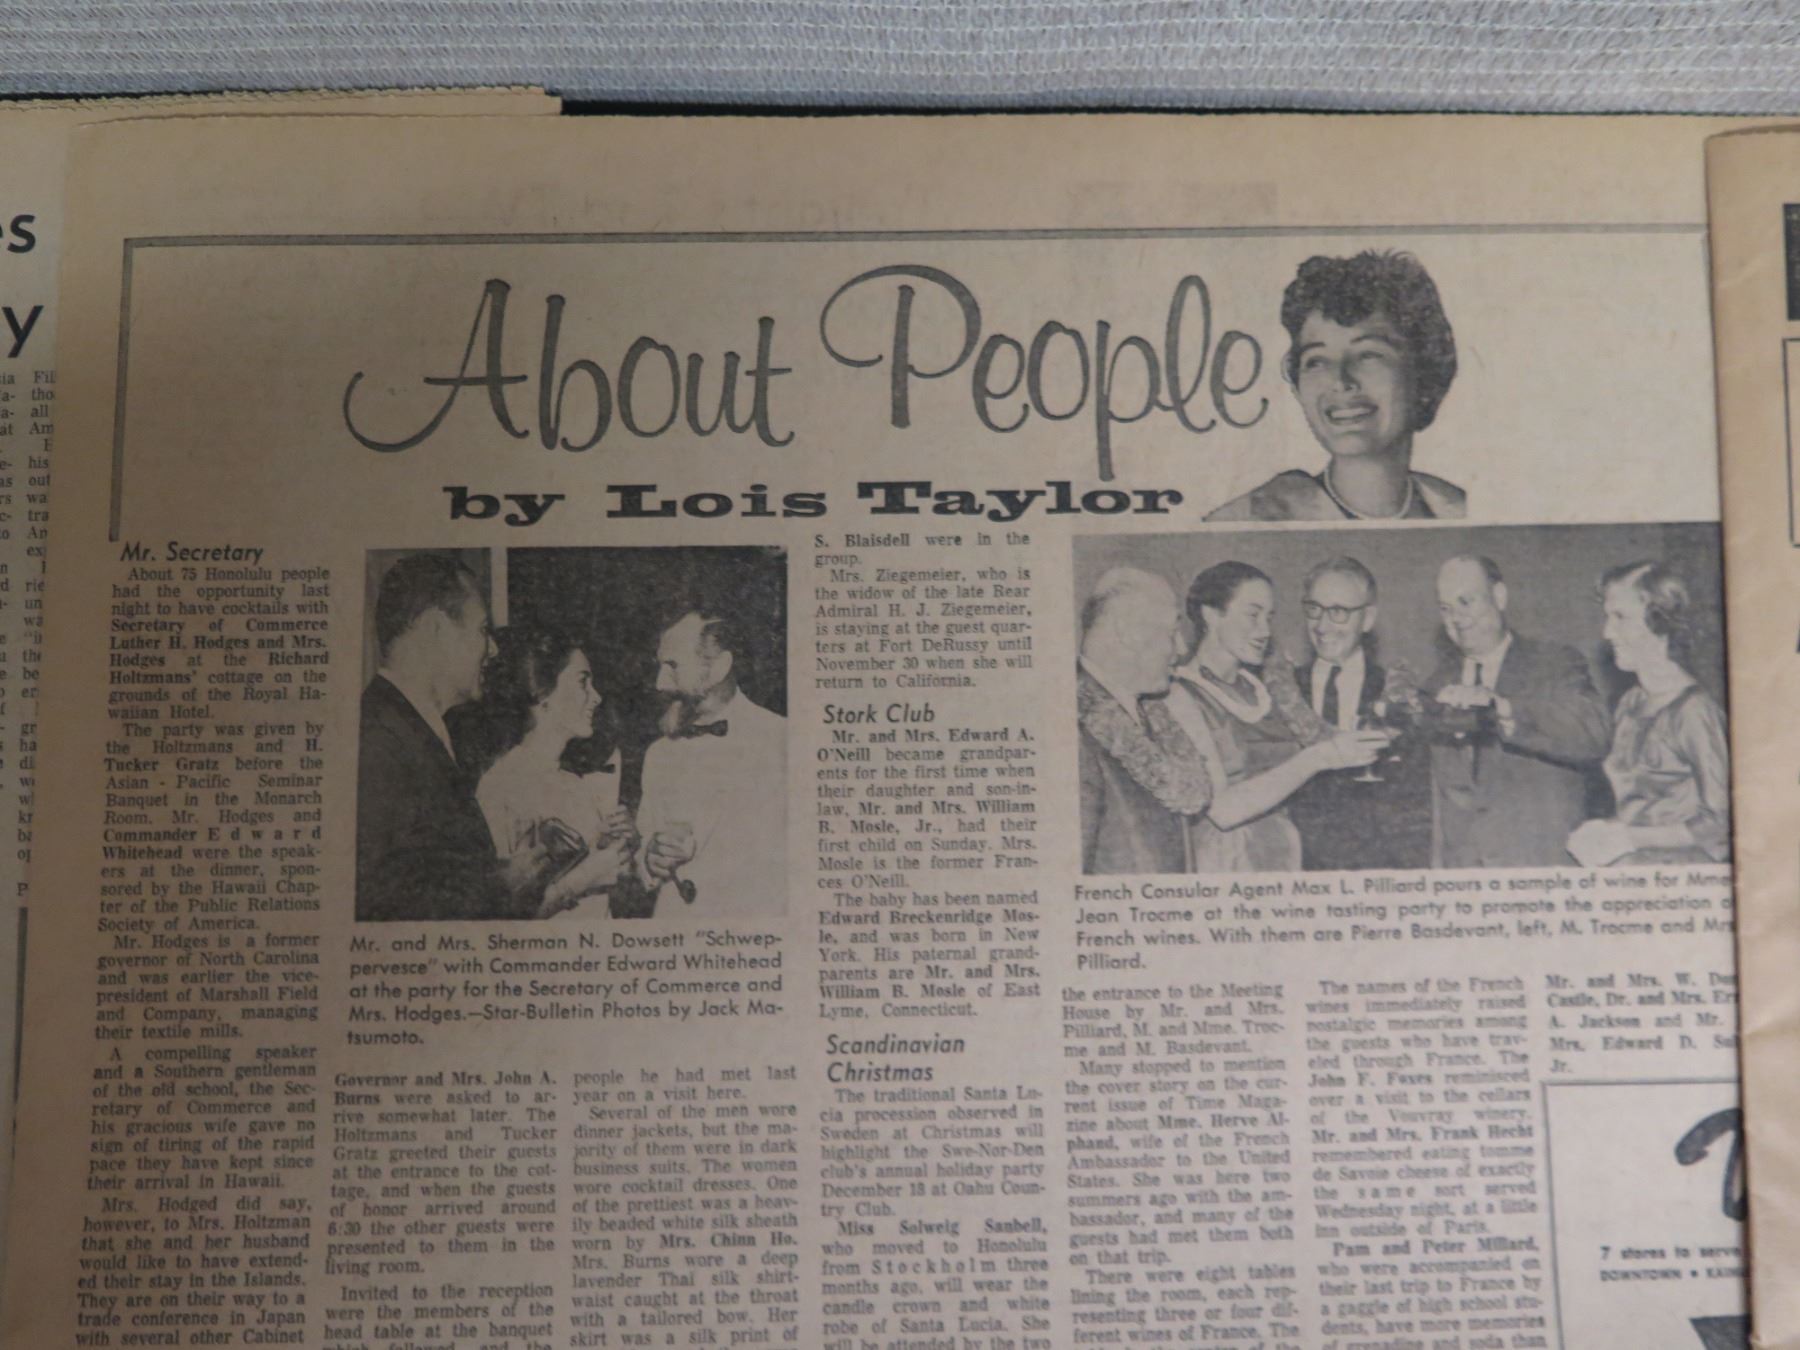 About People
by Lois Taylor
Mr. Secretary
About 75 Honolulu people
had the opportunity last
night to have cocktails with
Secretary of Commerce
Luther H. Hodges and Mrs.
Hodges at the Richard
Holtzmans' cottage on the
grounds of the Royal Ha-
waiian Hotel.
The party was given by
the Holtzmans and H.
Tucker Gratz before the
Asian - Pacific Seminar
Banquet in the Monarch
Room. Mr. Hodges and
Commander Edward
Whitehead were the speak-
ers at the dinner, spon-
sored by the Hawaii Chap-
ter of the Public Relations
Society of America.
Mr. Hodges is a former
governor of North Carolina
and was earlier the vice-
president of Marshall Field
and Company, managing
their textile mills.
A compelling speaker
and a Southern gentleman
of the old school, the Sec-
retary of Commerce and
his gracious wife gave no
sign of tiring of the rapid
pace they have kept since
their arrival in Hawaii.
Mrs. Hodged did say,
however, to Mrs. Holtzman
that she and her husband
would like to have extend-
ed their stay in the Islands.
They are on their way to a
trade conference in Japan
with several other Cabinet
Mr. and Mrs. Sherman N. Dowsett "Schwep-
pervesce" with Commander Edward Whitehead
at the party for the Secretary of Commerce and
Mrs. Hodges.—Star-Bulletin Photos by Jack Ma-
tsumoto.
Governor and Mrs. John A.
Burns were asked to ar-
rive somewhat later. The
Holtzmans and Tucker
Gratz greeted their guests
at the entrance to the cot-
tage, and when the guests
of honor arrived around
6:30 the other guests were
presented to them in the
living room.
Invited to the reception
were the members of the
head table at the banquet
which followed and the
people he had met last
year on a visit here.
Several of the men wore
dinner jackets, but the ma-
jority of them were in dark
business suits. The women
wore cocktail dresses. One
of the prettiest was a heav-
ily beaded white silk sheath
worn by Mrs. Chinn Ho.
Mrs. Burns wore a deep
lavender Thai silk shirt-
waist caught at the throat
with a tailored bow. Her
skirt was a silk print of
S. Blaisdell were in the
group.
Mrs. Ziegemeier, who is
the widow of the late Rear
Admiral H. J. Ziegemeier,
is staying at the guest quar-
ters at Fort DeRussy until
November 30 when she will
return to California.
Stork Club
Mr. and Mrs. Edward A.
O'Neill became grandpar-
ents for the first time when
their daughter and son-in-
law, Mr. and Mrs. William
B. Mosle, Jr., had their
first child on Sunday. Mrs.
Mosle is the former Fran-
ces O'Neill.
The baby has been named
Edward Breckenridge Mos-
le, and was born in New
York. His paternal grand-
parents are Mr. and Mrs.
William B. Mosle of East
Lyme, Connecticut.
Scandinavian
Christmas
The traditional Santa Lu-
cia procession observed in
Sweden at Christmas will
highlight the Swe-Nor-Den
club's annual holiday party
December 18 at Oahu Coun-
try Club.
Miss Solweig Sanbell,
who moved to Honolulu
from Stockholm three
months ago, will wear the
candle crown and white
robe of Santa Lucia. She
will be attended by the two
French Consular Agent Max L. Pilliard pours a sample of wine for Mme
Jean Trocme at the wine tasting party to promote the appreciation o
French wines. With them are Pierre Basdevant, left, M. Trocme and Mrs
Pilliard.
the entrance to the Meeting
House by Mr. and Mrs.
Pilliard, M. and Mme. Troc-
me and M. Basdevant.
Many stopped to mention
the cover story on the cur-
rent issue of Time Maga-
zine about Mme. Herve Al-
phand, wife of the French
Ambassador to the United
States. She was here two
summers ago with the am-
bassador, and many of the
guests had met them both
on that trip.
There were eight tables
lining the room, each rep-
resenting three or four dif-
ferent wines of France. The
The names of the French
wines immediately raised
nostalgic memories among
the guests who have trav-
eled through France. The
John F. Foxes reminisced
over a visit to the cellars
of the Vouvray winery.
Mr. and Mrs. Frank Hecht
remembered eating tomme
de Savoie cheese of exactly
the same sort served
Wednesday night, at a little
inn outside of Paris.
Pam and Peter Millard,
who were accompanied on
their last trip to France by
a gaggle of high school stu-
dents, have more memories
of grenadine and soda than
Mr. and Mrs. W. Do
Castle, Dr. and Mrs. Er
A. Jackson and Mr.
Mrs. Edward D. Su
Jr.
7 stores to serve
DOWNTOWN